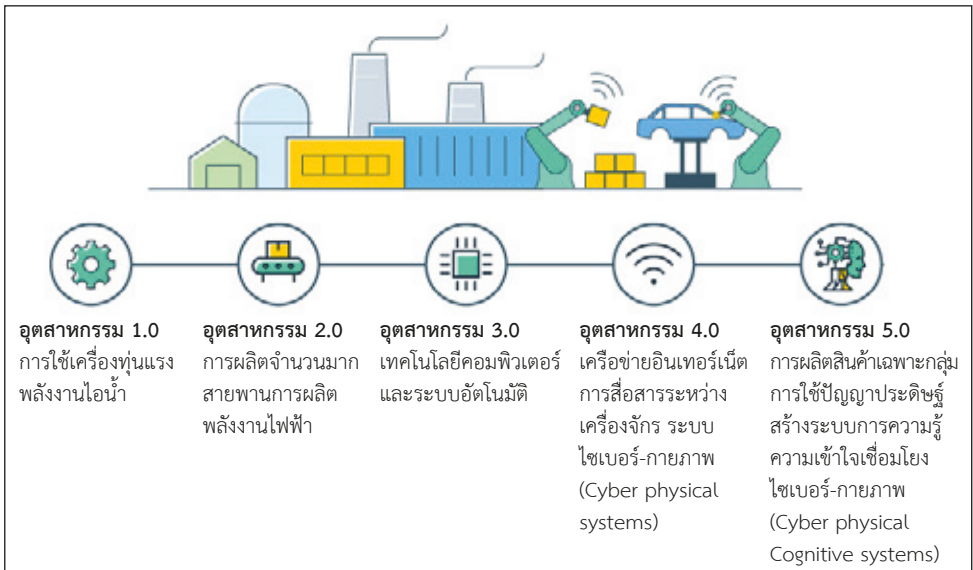 อุตสาหกรรม 1.0
การใช้เครื่องทุ่นแรง
พลังงานไอน้ำ
อุตสาหกรรม 2.0
การผลิตจำนวนมาก
สายพานการผลิต
พลังงานไฟฟ้า
อุตสาหกรรม 3.0
เทคโนโลยีคอมพิวเตอร์
และระบบอัตโนมัติ
อุตสาหกรรม 4.0
เครือข่ายอินเทอร์เน็ต
การสื่อสารระหว่าง
เครื่องจักร ระบบ
ไซเบอร์-กายภาพ
(Cyber physical
systems)
อุตสาหกรรม 5.0
การผลิตสินค้าเฉพาะกลุ่ม
การใช้ปัญญาประดิษฐ์
สร้างระบบการความรู้
ความเข้าใจเชื่อมโยง
ไซเบอร์-กายภาพ
(Cyber physical
Cognitive systems)